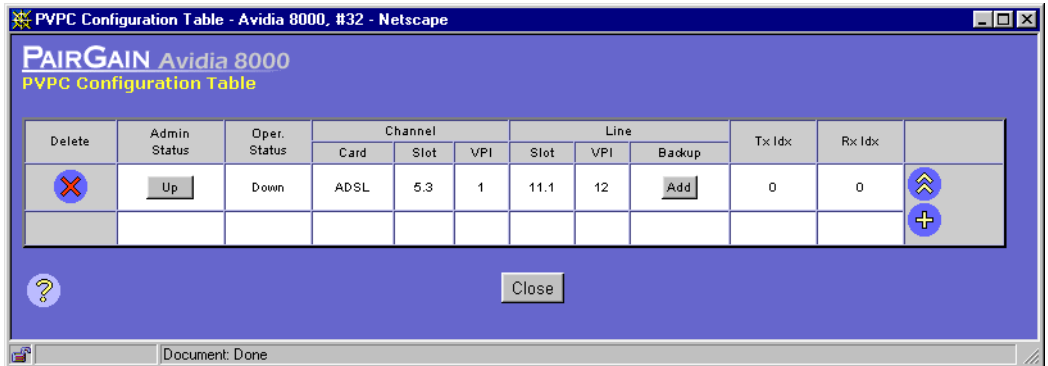 PVPC Configuration Table - Avidia 8000, #32 - Netscape
PAIRGAIN Avidia 8000
PVPC Configuration Table
Delete Admin Status Oper. Status Channel Line Tx Idx Rx Idx
Card Slot VPI Slot VPI Backup
Up Down ADSL 5.3 1 11.1 12 Add 0 0
?
Close
Document: Done